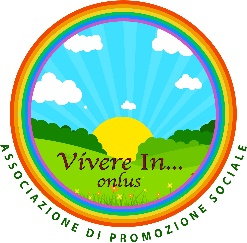 Vivere In...
onlus
ASSOCIAZIONE DI PROMOZIONE SOCIALE